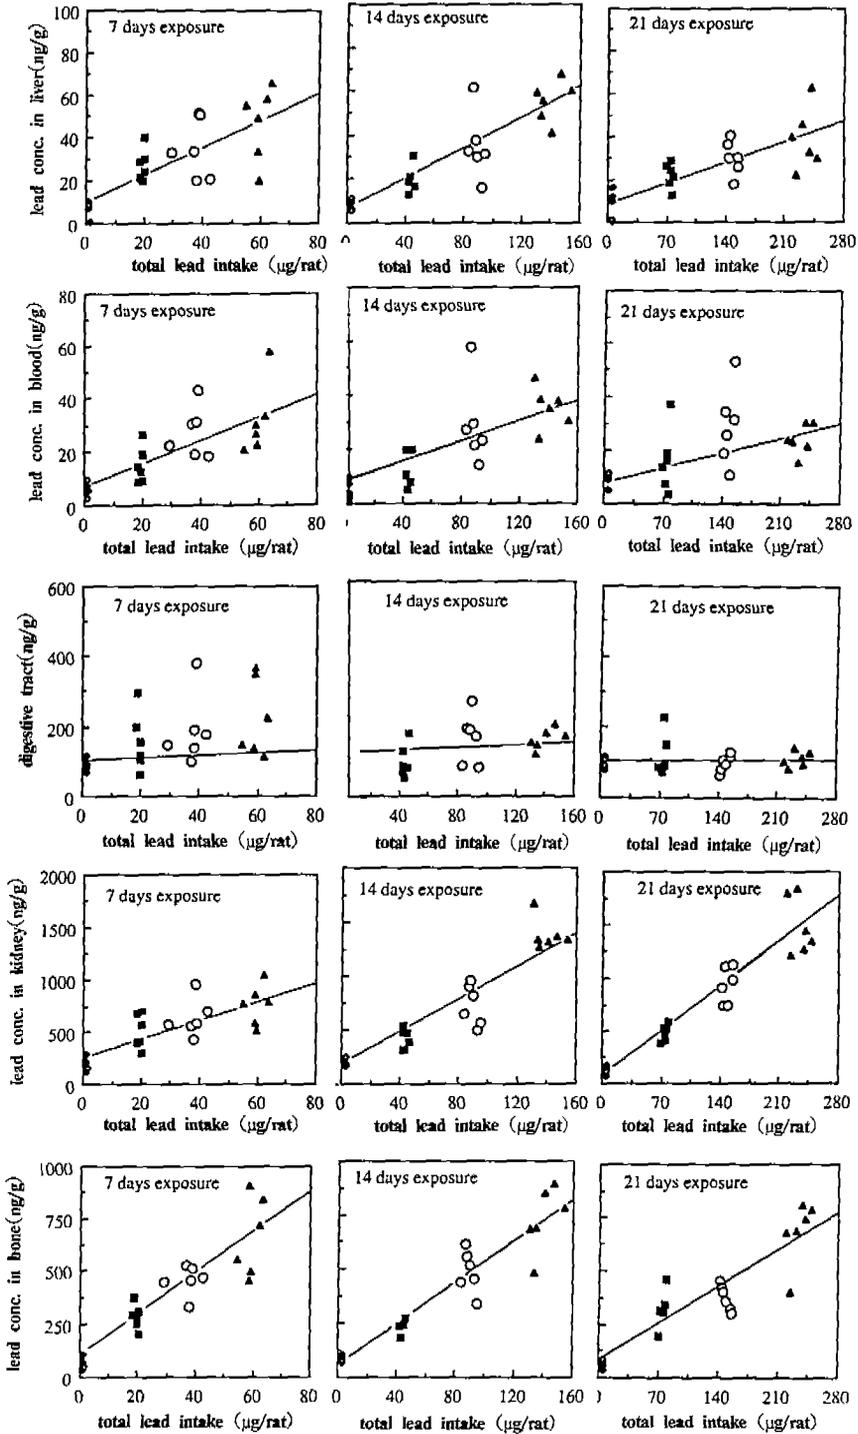 7 days exposure
14 days exposure
21 days exposure
lead conc. in liver(ng/g)
100
80
60
40
20
0
0 20 40 60 80
0 40 80 120 160
0 70 140 210 280
total lead intake (μg/rat)
total lead intake (μg/rat)
total lead intake (μg/rat)
7 days exposure
14 days exposure
21 days exposure
lead conc. in blood(ng/g)
80
60
40
20
0
0 20 40 60 80
40 80 120 160
0 70 140 210 280
total lead intake (μg/rat)
total lead intake (μg/rat)
total lead intake (μg/rat)
7 days exposure
14 days exposure
21 days exposure
digestive tract(ng/g)
600
400
200
0
0 20 40 60 80
0 40 80 120 160
0 70 140 210 280
total lead intake (μg/rat)
total lead intake (μg/rat)
total lead intake (μg/rat)
7 days exposure
14 days exposure
21 days exposure
lead conc. in kidney(ng/g)
2000
1500
1000
500
0
0 20 40 60 80
0 40 80 120 160
0 70 140 210 280
total lead intake (μg/rat)
total lead intake (μg/rat)
total lead intake (μg/rat)
7 days exposure
14 days exposure
21 days exposure
lead conc. in bone(ng/g)
1000
750
500
250
0
0 20 40 60 80
0 40 80 120 160
70 140 210 280
total lead intake (μg/rat)
total lead intake (μg/rat)
total lead intake (μg/rat)